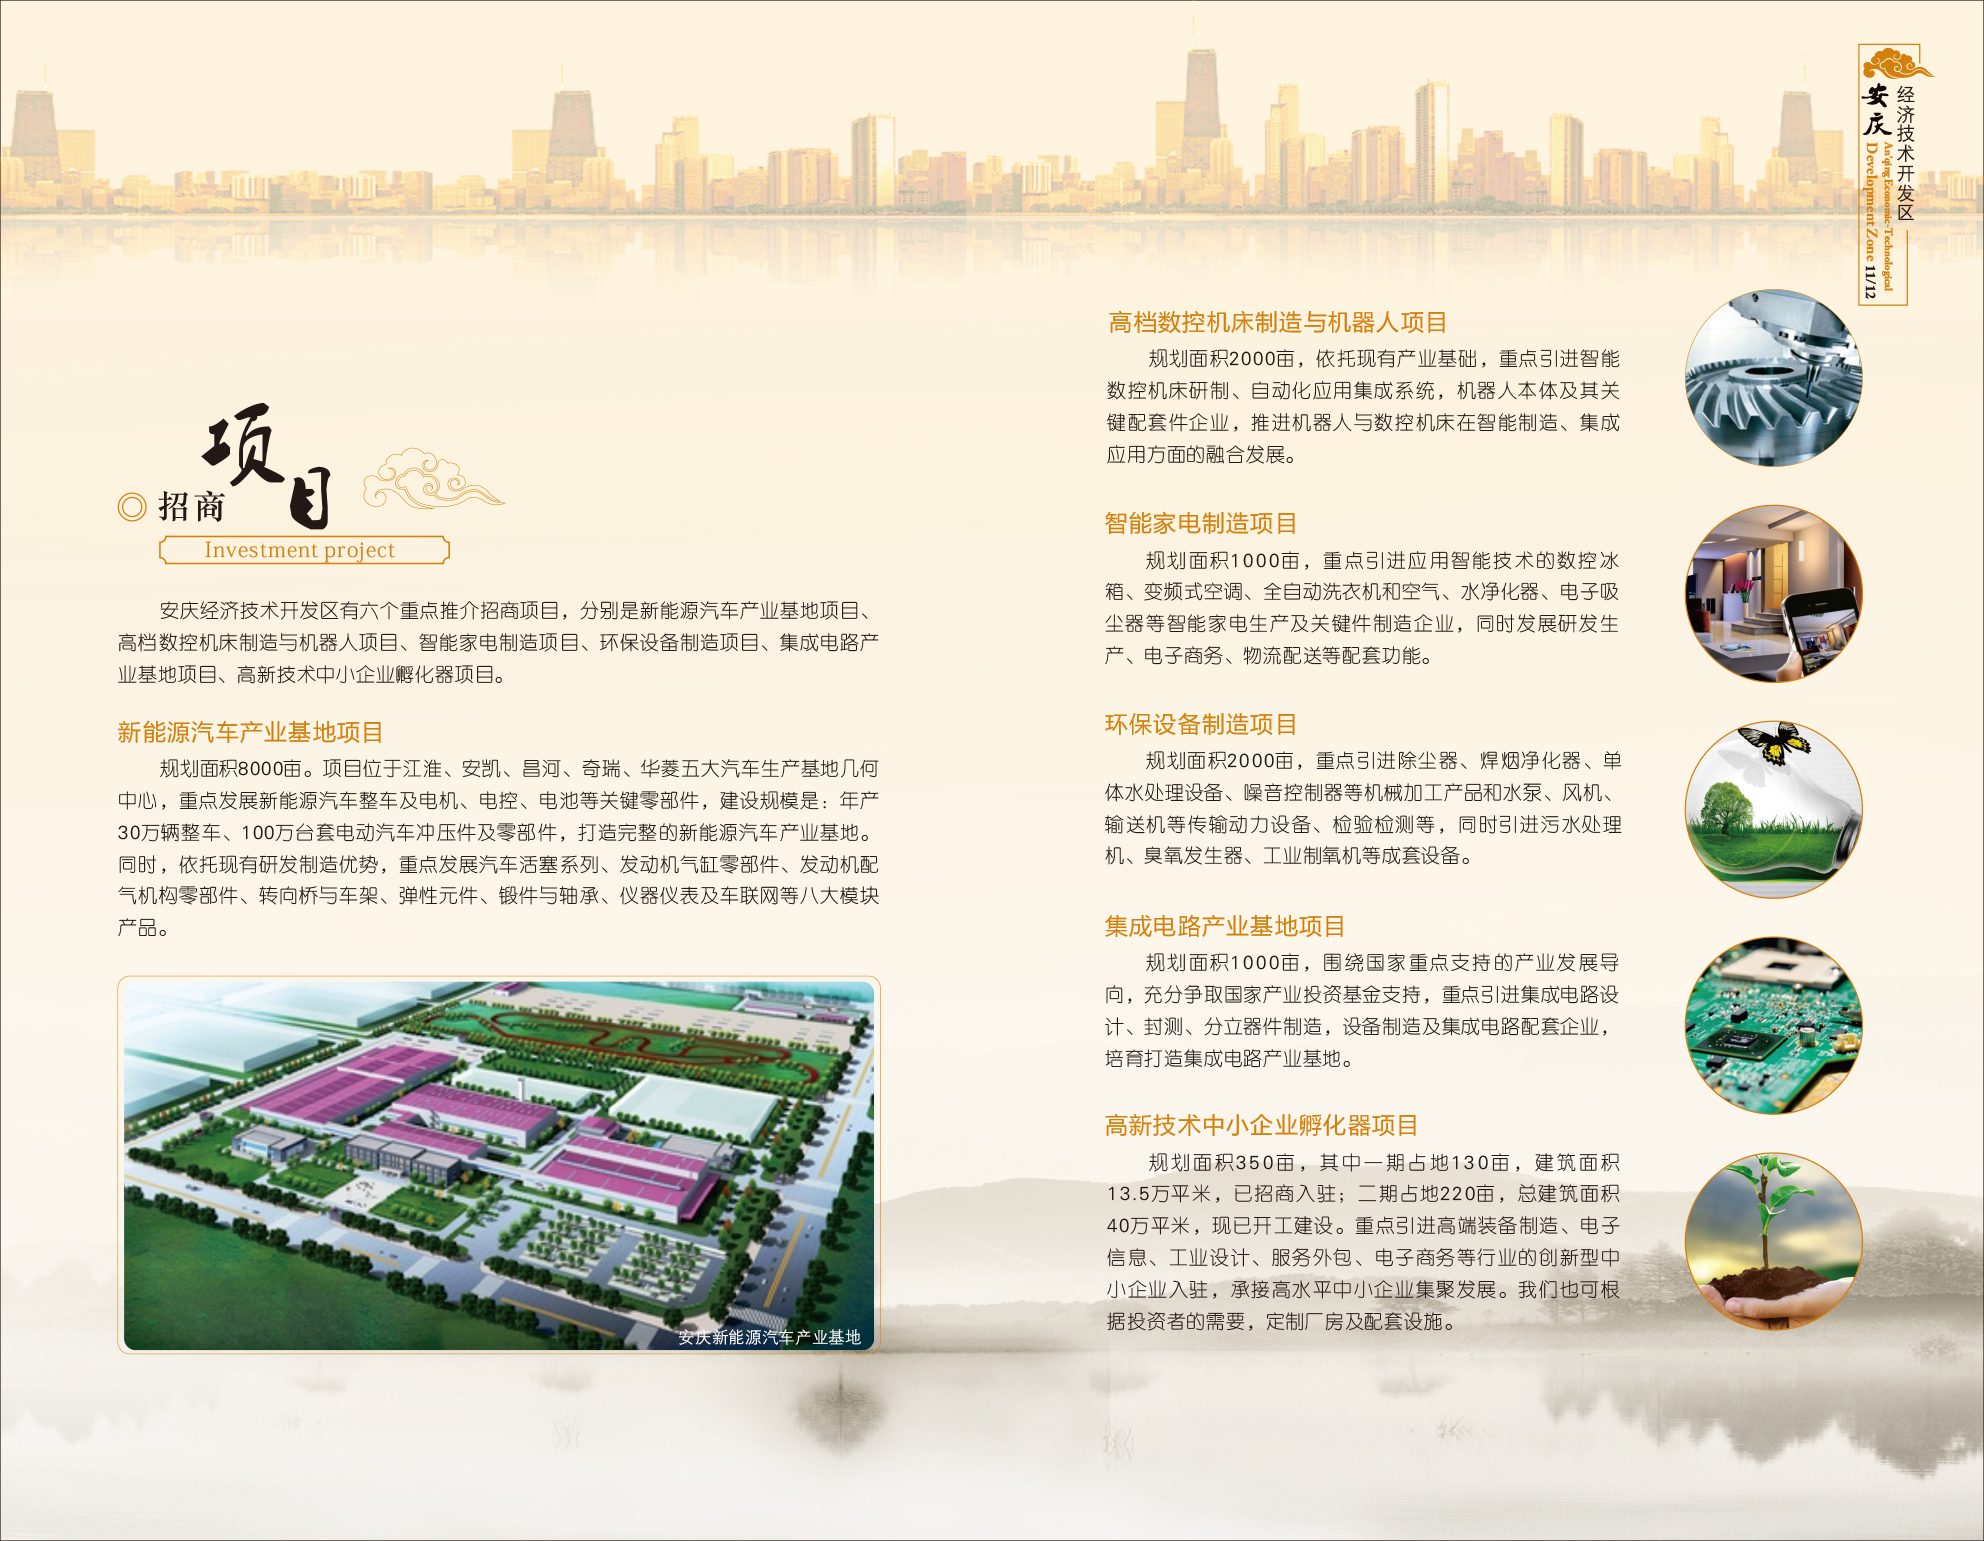 经济技术开发区
安庆
An'qing Economic-Technological
Development Zone 11/12
项目
招商
Investment project
安庆经济技术开发区有六个重点推介招商项目，分别是新能源汽车产业基地项目、
高档数控机床制造与机器人项目、智能家电制造项目、环保设备制造项目、集成电路产
业基地项目、高新技术中小企业孵化器项目。
新能源汽车产业基地项目
规划面积8000亩。项目位于江淮、安凯、昌河、奇瑞、华菱五大汽车生产基地几何
中心，重点发展新能源汽车整车及电机、电控、电池等关键零部件，建设规模是：年产
30万辆整车、100万台套电动汽车冲压件及零部件，打造完整的新能源汽车产业基地。
同时，依托现有研发制造优势，重点发展汽车活塞系列、发动机气缸零部件、发动机配
气机构零部件、转向桥与车架、弹性元件、锻件与轴承、仪器仪表及车联网等八大模块
产品。
安庆新能源汽车产业基地
高档数控机床制造与机器人项目
规划面积2000亩，依托现有产业基础，重点引进智能
数控机床研制、自动化应用集成系统，机器人本体及其关
键配套件企业，推进机器人与数控机床在智能制造、集成
应用方面的融合发展。
智能家电制造项目
规划面积1000亩，重点引进应用智能技术的数控冰
箱、变频式空调、全自动洗衣机和空气、水净化器、电子吸
尘器等智能家电生产及关键件制造企业，同时发展研发生
产、电子商务、物流配送等配套功能。
环保设备制造项目
规划面积2000亩，重点引进除尘器、焊烟净化器、单
体水处理设备、噪音控制器等机械加工产品和水泵、风机、
输送机等传输动力设备、检验检测等，同时引进污水处理
机、臭氧发生器、工业制氧机等成套设备。
集成电路产业基地项目
规划面积1000亩，围绕国家重点支持的产业发展导
向，充分争取国家产业投资基金支持，重点引进集成电路设
计、封测、分立器件制造，设备制造及集成电路配套企业，
培育打造集成电路产业基地。
高新技术中小企业孵化器项目
规划面积350亩，其中一期占地130亩，建筑面积
13.5万平米，已招商入驻；二期占地220亩，总建筑面积
40万平米，现已开工建设。重点引进高端装备制造、电子
信息、工业设计、服务外包、电子商务等行业的创新型中
小企业入驻，承接高水平中小企业集聚发展。我们也可根
据投资者的需要，定制厂房及配套设施。